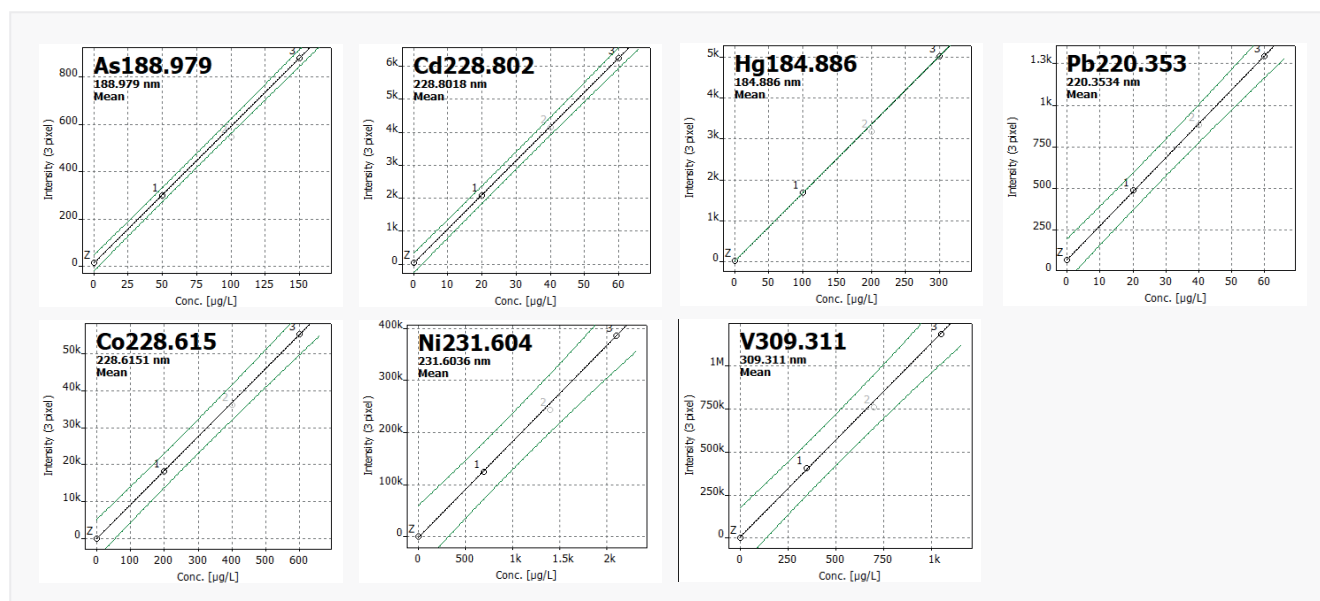 As188.979
188.979 nm
Mean
Intensity (3 pixel)
800
600
400
200
0
Z
1
2
3
0 25 50 75 100 125 150
Conc. [µg/L]
Cd228.802
228.8018 nm
Mean
Intensity (3 pixel)
6k
5k
4k
3k
2k
1k
0
Z
1
2
3
0 10 20 30 40 50 60
Conc. [µg/L]
Hg184.886
184.886 nm
Mean
Intensity (3 pixel)
5k
4k
3k
2k
1k
0
Z
1
2
3
0 50 100 150 200 250 300
Conc. [µg/L]
Pb220.353
220.3534 nm
Mean
Intensity (3 pixel)
1.3k
1k
750
500
250
0
Z
1
2
3
0 10 20 30 40 50 60
Conc. [µg/L]
Co228.615
228.6151 nm
Mean
Intensity (3 pixel)
50k
40k
30k
20k
10k
0
Z
1
2
3
0 100 200 300 400 500 600
Conc. [µg/L]
Ni231.604
231.6036 nm
Mean
Intensity (3 pixel)
400k
300k
200k
100k
0
Z
1
2
3
0 500 1k 1.5k 2k
Conc. [µg/L]
V309.311
309.311 nm
Mean
Intensity (3 pixel)
1M
750k
500k
250k
0
Z
1
2
3
0 250 500 750 1k
Conc. [µg/L]